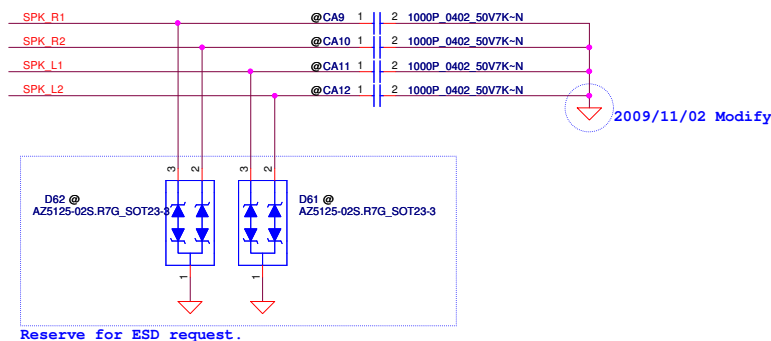 SPK_R1 @CA9 1 2 1000P_0402_50V7K~N
SPK_R2 @CA10 1 2 1000P_0402_50V7K~N
SPK_L1 @CA11 1 2 1000P_0402_50V7K~N
SPK_L2 @CA12 1 2 1000P_0402_50V7K~N
2009/11/02 Modify
3 2 3 2
D62 @ D61 @
AZ5125-02S.R7G_SOT23-3 AZ5125-02S.R7G_SOT23-3
1 1
Reserve for ESD request.